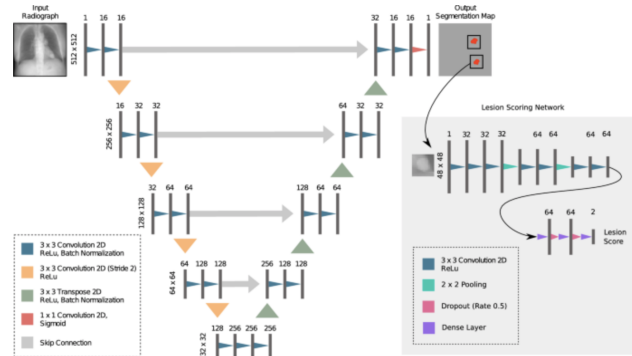 Input
Radiograph
1 16 16
512 x 512
32 16 16 1
Output
Segmentation Map
16 32 32
256 x 256
64 32 32
32 64 64
128 x 128
128 64 64
64 128 128
64 x 64
256 128 128
128 256 256 256
32 x 32
3 x 3 Convolution 2D
ReLu, Batch Normalization
3 x 3 Convolution 2D (Stride 2)
ReLu
3 x 3 Transpose 2D
ReLu, Batch Normalization
1 x 1 Convolution 2D,
Sigmoid
Skip Connection
Lesion Scoring Network
1 32 32 32 64 64 64 64
48 x 48
64 64 2
Lesion
Score
3 x 3 Convolution 2D
ReLu
2 x 2 Pooling
Dropout (Rate 0.5)
Dense Layer